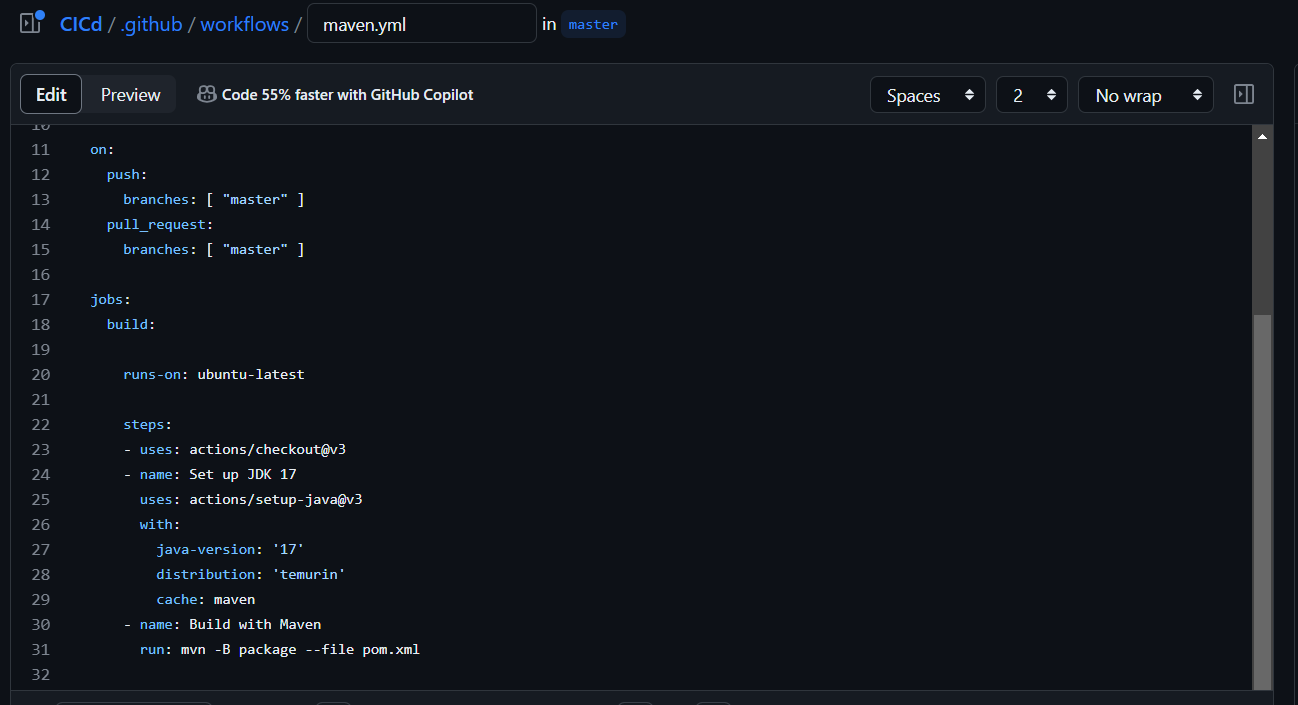 CICd / .github / workflows / maven.yml in master
Edit Preview Code 55% faster with GitHub Copilot Spaces 2 No wrap
10
11 on:
12   push:
13     branches: [ "master" ]
14   pull_request:
15     branches: [ "master" ]
16
17 jobs:
18   build:
19
20     runs-on: ubuntu-latest
21
22     steps:
23     - uses: actions/checkout@v3
24     - name: Set up JDK 17
25       uses: actions/setup-java@v3
26       with:
27         java-version: '17'
28         distribution: 'temurin'
29         cache: maven
30     - name: Build with Maven
31       run: mvn -B package --file pom.xml
32